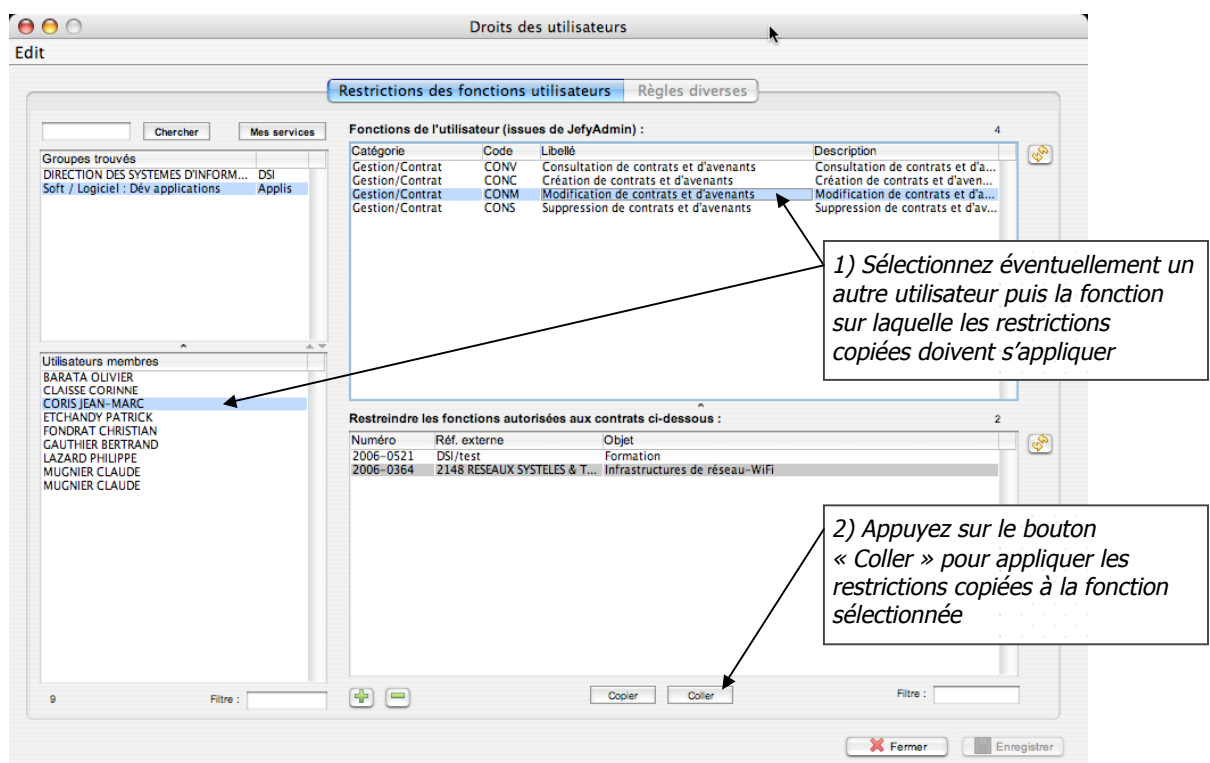 Droits des utilisateurs
Edit
Restrictions des fonctions utilisateurs Règles diverses
Chercher Mes services
Groupes trouvés
DIRECTION DES SYSTEMES D'INFORM... DSI
Soft / Logiciel : Dév applications Applis
Utilisateurs membres
BARATA OLIVIER
CLAISSE CORINNE
CORIS JEAN-MARC
ETCHANDY PATRICK
FONDRAT CHRISTIAN
GAUTHIER BERTRAND
LAZARD PHILIPPE
MUGNIER CLAUDE
MUGNIER CLAUDE
9 Filtre :
Fonctions de l'utilisateur (issues de JefyAdmin) : 4
Catégorie Code Libellé Description
Gestion/Contrat CONV Consultation de contrats et d'avenants Consultation de contrats et d'a...
Gestion/Contrat CONC Création de contrats et d'avenants Création de contrats et d'aven...
Gestion/Contrat CONM Modification de contrats et d'avenants Modification de contrats et d'a...
Gestion/Contrat CONS Suppression de contrats et d'avenants Suppression de contrats et d'av...
1) Sélectionnez éventuellement un
autre utilisateur puis la fonction
sur laquelle les restrictions
copiées doivent s'appliquer
Restreindre les fonctions autorisées aux contrats ci-dessous : 2
Numéro Réf. externe Objet
2006-0521 DSI/test Formation
2006-0364 2148 RESEAUX SYSTELES & T... Infrastructures de réseau-WiFi
2) Appuyez sur le bouton
« Coller » pour appliquer les
restrictions copiées à la fonction
sélectionnée
Copier Coller Filtre :
Fermer Enregistrer